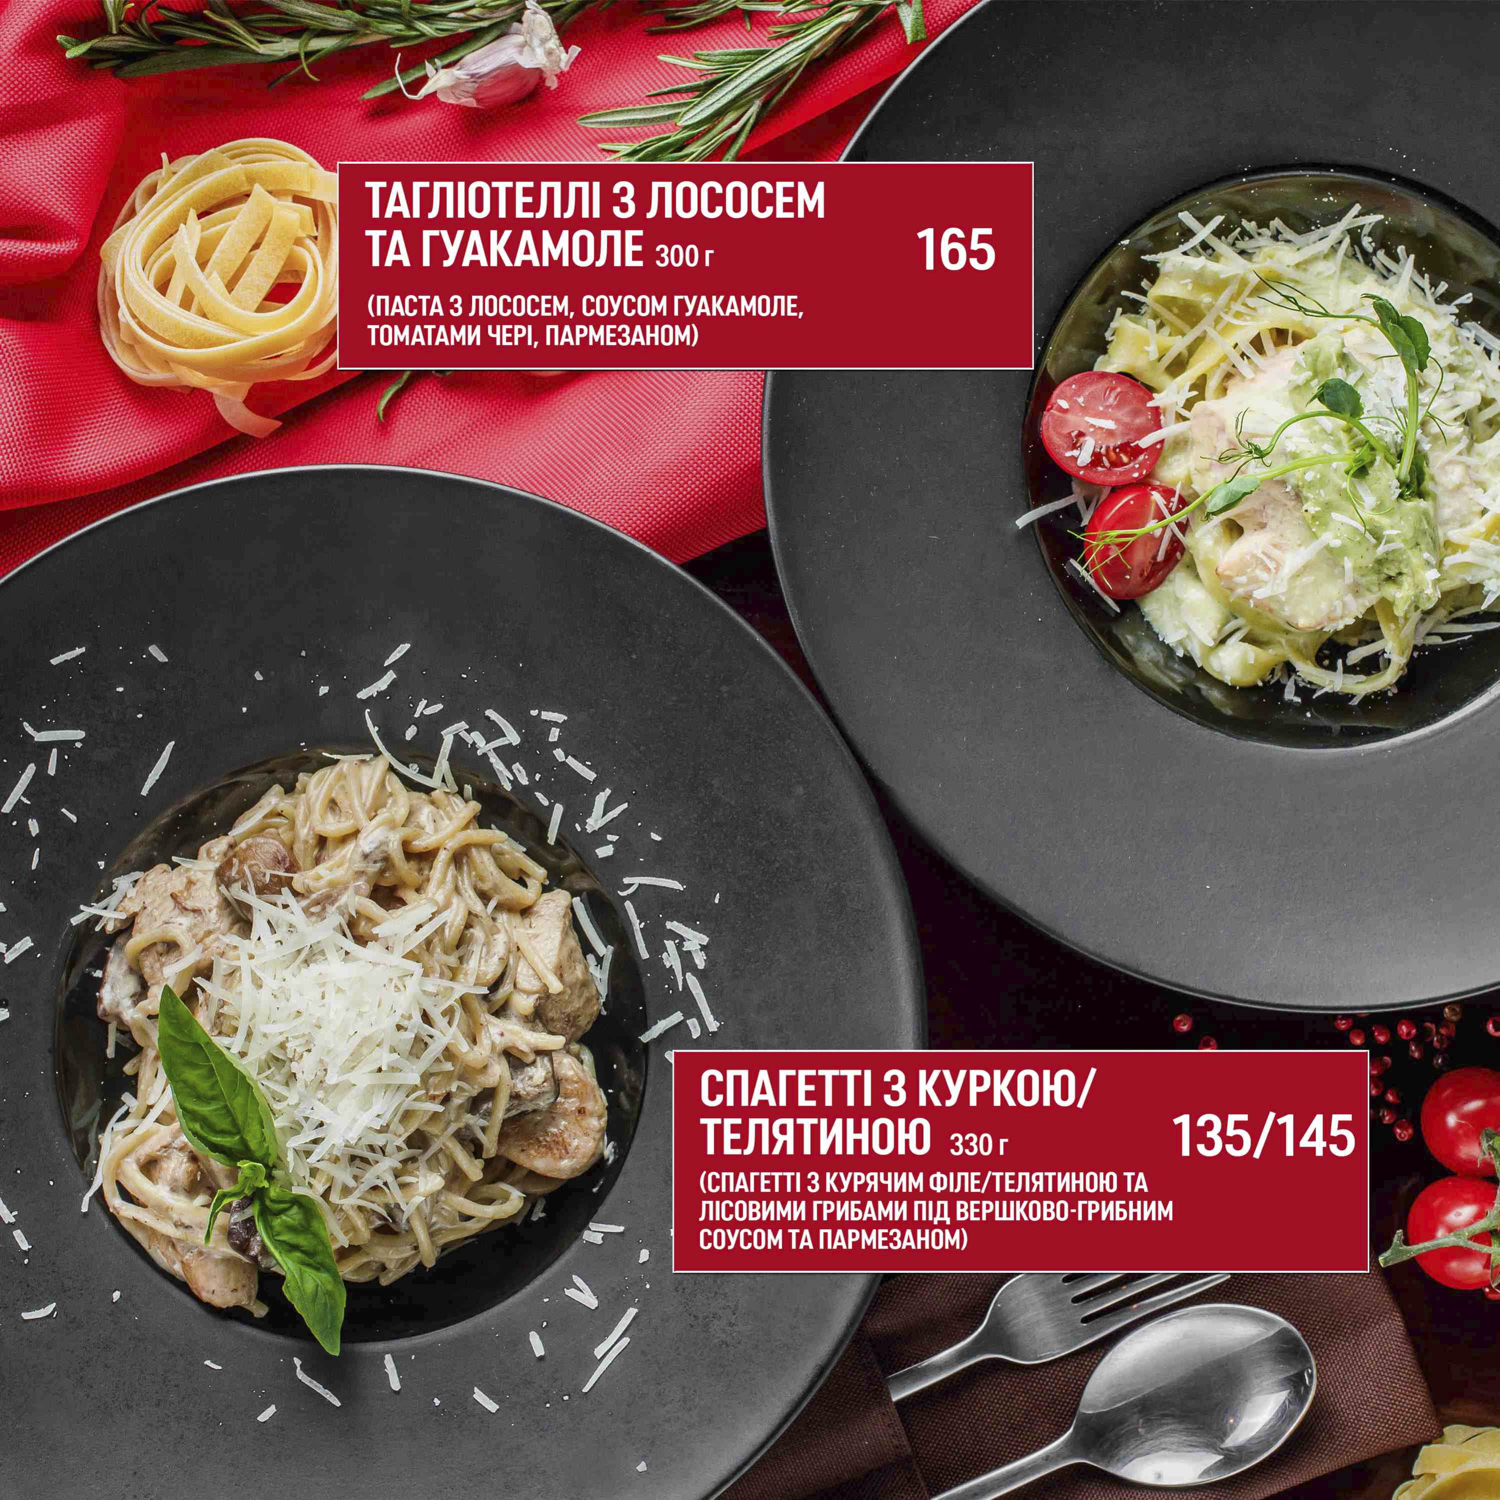 ТАГЛІОТЕЛЛІ З ЛОСОСЕМ
ТА ГУАКАМОЛЕ 300 г
165
(ПАСТА З ЛОСОСЕМ, СОУСОМ ГУАКАМОЛЕ,
ТОМАТАМИ ЧЕРІ, ПАРМЕЗАНОМ)
СПАГЕТТІ З КУРКОЮ/
ТЕЛЯТИНОЮ 330 г
135/145
(СПАГЕТТІ З КУРЯЧИМ ФІЛЕ/ТЕЛЯТИНОЮ ТА
ЛІСОВИМИ ГРИБАМИ ПІД ВЕРШКОВО-ГРИБНИМ
СОУСОМ ТА ПАРМЕЗАНОМ)